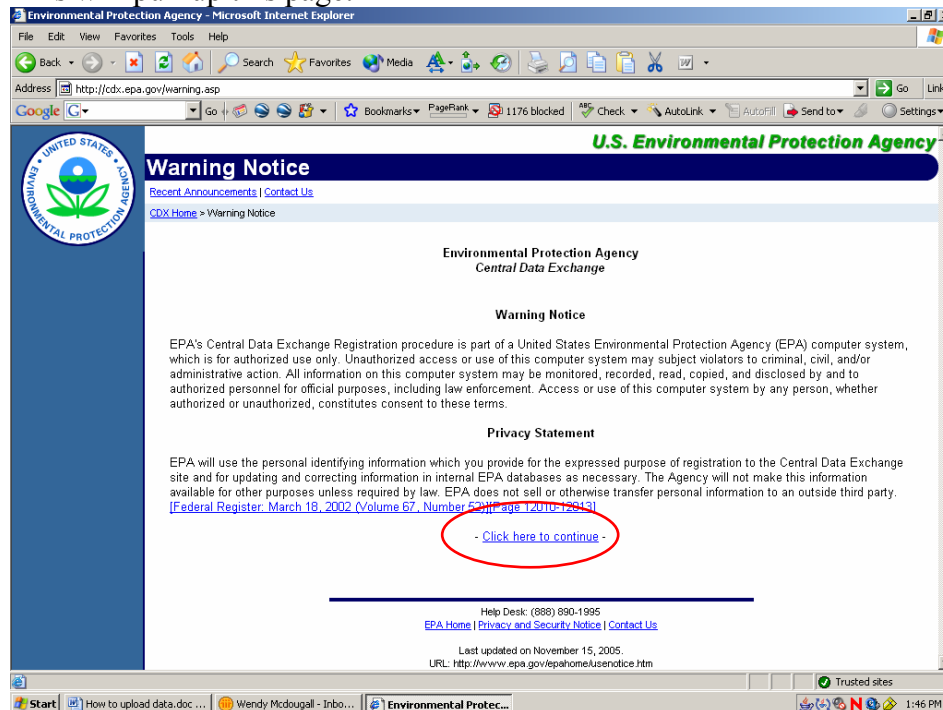 Environmental Protection Agency - Microsoft Internet Explorer
File Edit View Favorites Tools Help
Back Search Favorites Media
Address http://cdx.epa.gov/warning.asp Go Link
Google G Go Bookmarks PageRank 1176 blocked ABC Check AutoLink AutoFill Send to Settings
UNITED STATES ENVIRONMENTAL PROTECTION AGENCY
U.S. Environmental Protection Agency
Warning Notice
Recent Announcements | Contact Us
CDX Home > Warning Notice
Environmental Protection Agency
Central Data Exchange
Warning Notice
EPA's Central Data Exchange Registration procedure is part of a United States Environmental Protection Agency (EPA) computer system,
which is for authorized use only. Unauthorized access or use of this computer system may subject violators to criminal, civil, and/or
administrative action. All information on this computer system may be monitored, recorded, read, copied, and disclosed by and to
authorized personnel for official purposes, including law enforcement. Access or use of this computer system by any person, whether
authorized or unauthorized, constitutes consent to these terms.
Privacy Statement
EPA will use the personal identifying information which you provide for the expressed purpose of registration to the Central Data Exchange
site and for updating and correcting information in internal EPA databases as necessary. The Agency will not make this information
available for other purposes unless required by law. EPA does not sell or otherwise transfer personal information to an outside third party.
[Federal Register: March 18, 2002 (Volume 67, Number 52)][Page 12010-12013]
- Click here to continue -
Help Desk: (888) 890-1995
EPA Home | Privacy and Security Notice | Contact Us
Last updated on November 15, 2005.
URL: http://www.epa.gov/epahome/usenotice.htm
Trusted sites
Start How to upload data.doc ... Wendy Mcdougall - Inbo... Environmental Protec... 1:46 PM